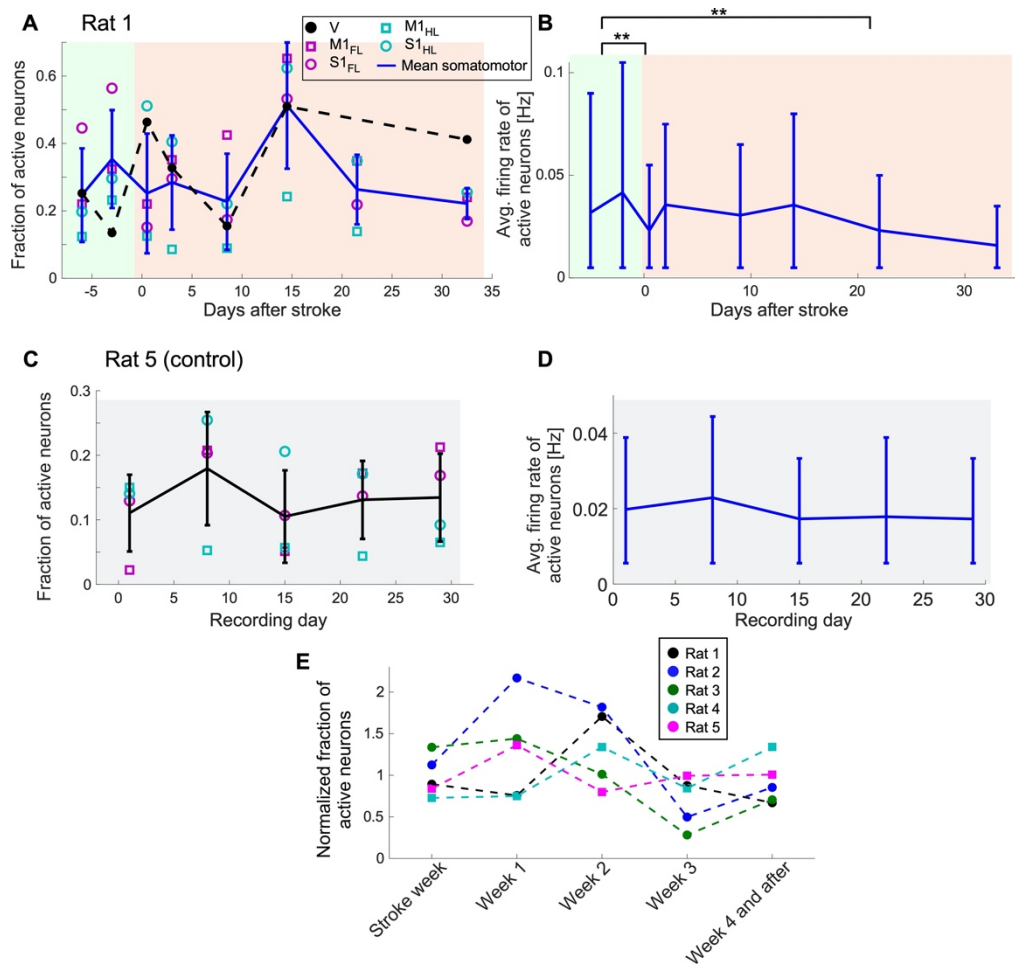 A Rat 1
V
M1FL
S1FL
M1HL
S1HL
Mean somatomotor
Fraction of active neurons
0.6
0.4
0.2
0
-5 0 5 10 15 20 25 30 35
Days after stroke
B
**
**
Avg. firing rate of
active neurons [Hz]
0.1
0.05
0
0 10 20 30
Days after stroke
C Rat 5 (control)
Fraction of active neurons
0.3
0.2
0.1
0
0 5 10 15 20 25 30
Recording day
D
Avg. firing rate of
active neurons [Hz]
0.04
0.02
0
0 5 10 15 20 25 30
Recording day
E
Rat 1
Rat 2
Rat 3
Rat 4
Rat 5
Normalized fraction of
active neurons
2
1.5
1
0.5
0
Stroke week
Week 1
Week 2
Week 3
Week 4 and after